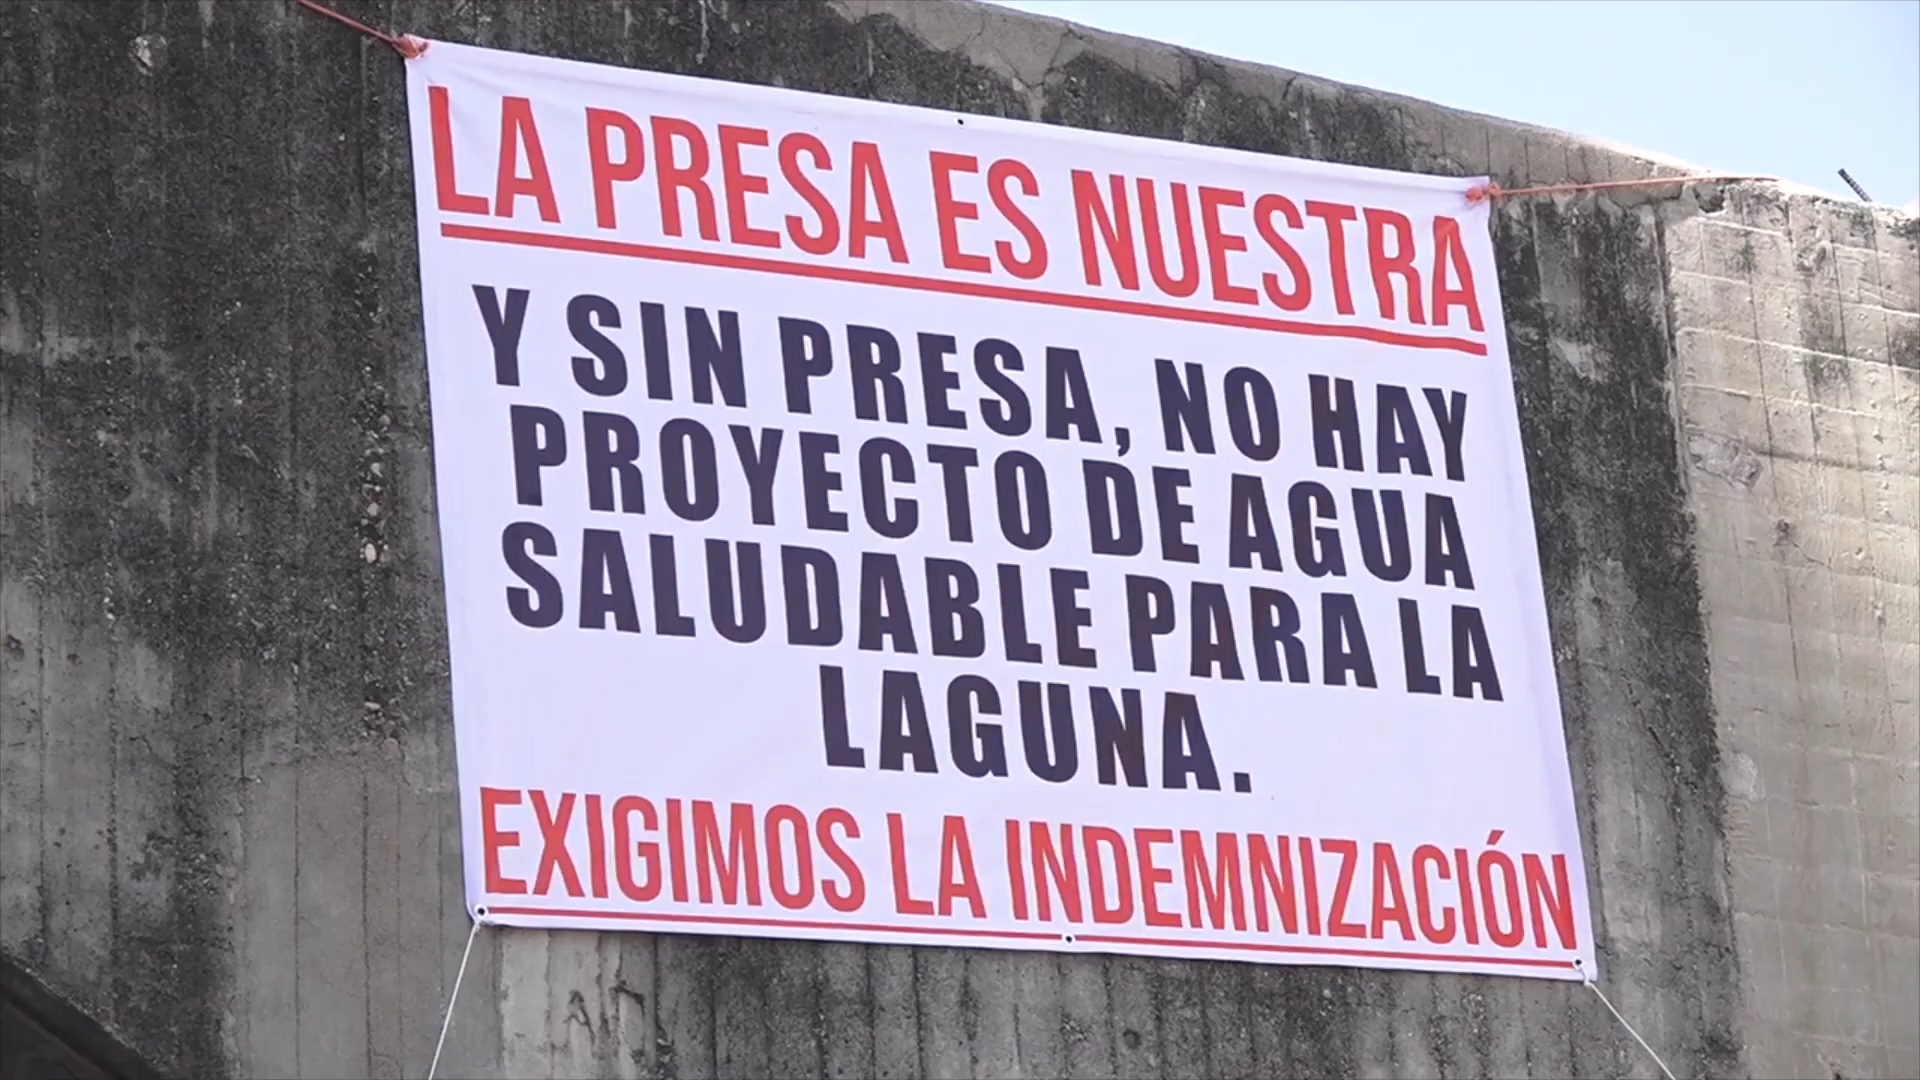 LA PRESA ES NUESTRA
Y SIN PRESA, NO HAY
PROYECTO DE AGUA
SALUDABLE PARA LA
LAGUNA.
EXIGIMOS LA INDEMNIZACIÓN